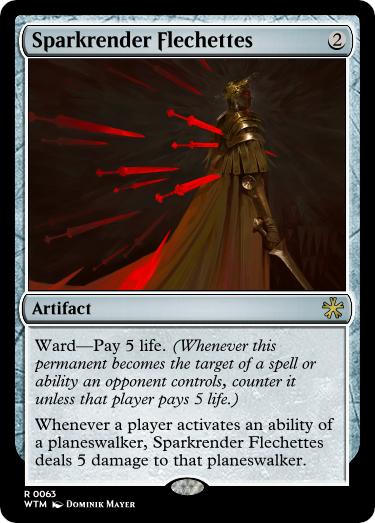 Sparkrender Flechettes 2
Artifact
Ward—Pay 5 life. (Whenever this
permanent becomes the target of a spell or
ability an opponent controls, counter it
unless that player pays 5 life.)
Whenever a player activates an ability of
a planeswalker, Sparkrender Flechettes
deals 5 damage to that planeswalker.
R 0063
WTM DOMINIK MAYER